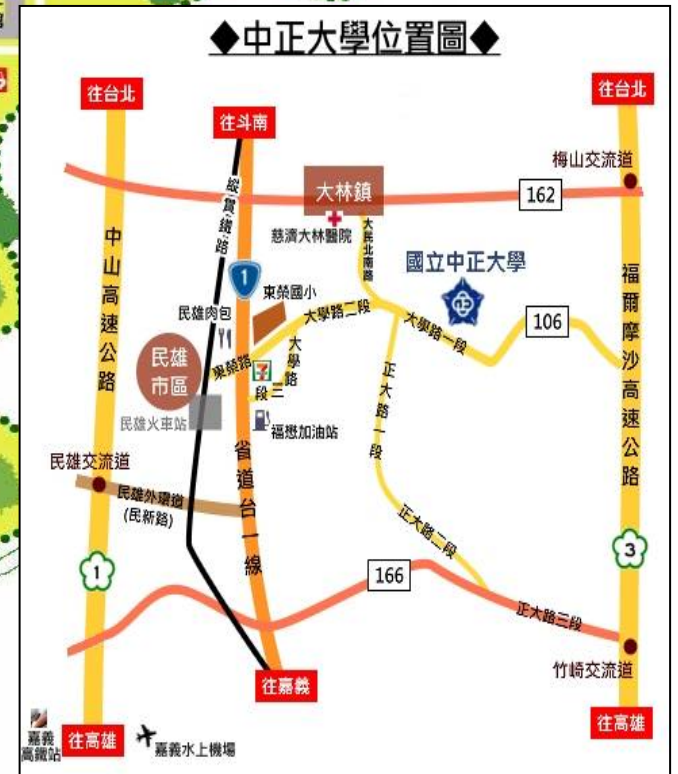 ◆中正大學位置圖◆
往台北
往台北
往斗南
梅山交流道
162
大林鎮
慈濟大林醫院
縱貫鐵路
大民北南路
中山高速公路
國立中正大學
福爾摩沙高速公路
1
東榮國小
民雄肉包
大學路二段
大學路一段
106
民雄
市區
東榮路
7
大學路三段
正大路一段
民雄火車站
福懋加油站
省道台一線
民雄交流道
民雄外環道
(民新路)
正大路二段
1
3
166
正大路三段
竹崎交流道
往嘉義
往高雄
往高雄
嘉義
高鐵站
嘉義水上機場